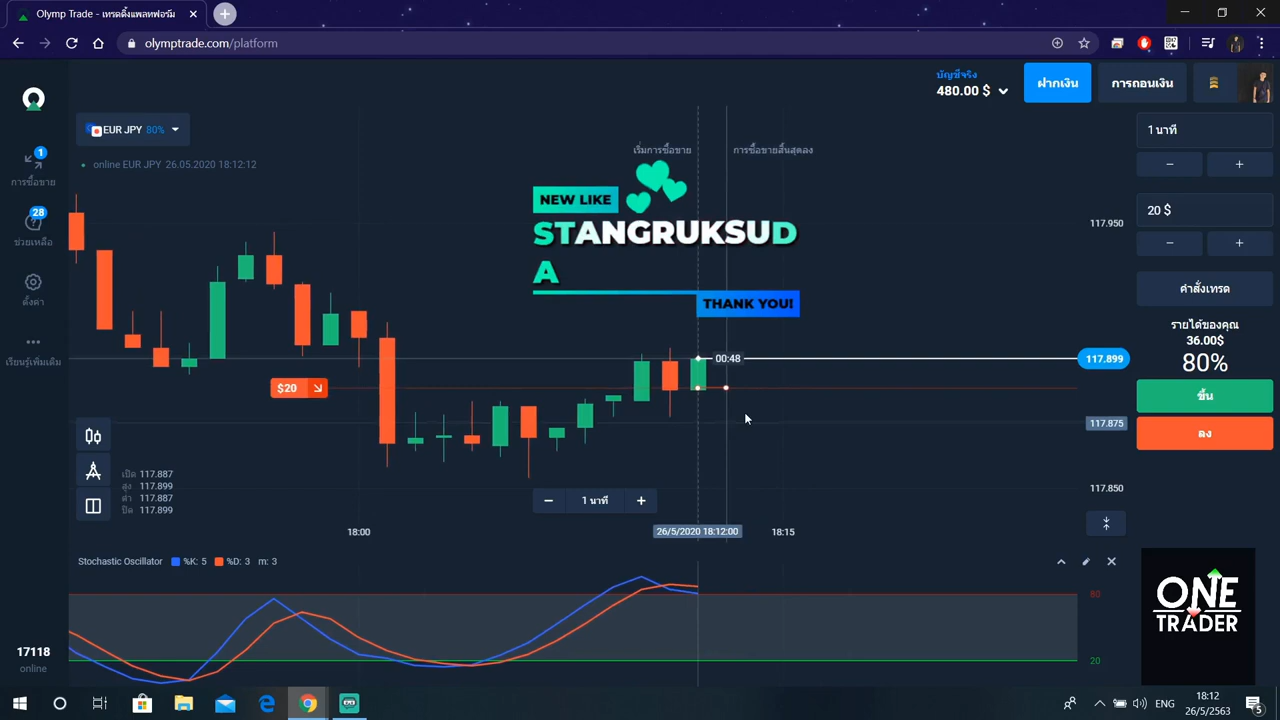 Olymp Trade - เทรดดิ้งแพลทฟอร์ม
olymptrade.com/platform
บัญชีจริง
480.00 $
ฝากเงิน
การถอนเงิน
EUR JPY 80%
online EUR JPY 26.05.2020 18:12:12
1
การซื้อขาย
28
ช่วยเหลือ
ตั้งค่า
เรียนรู้เพิ่มเติม
เริ่มการซื้อขาย
การซื้อขายสิ้นสุดลง
NEW LIKE
STANGRUKSUD
A
THANK YOU!
1 นาที
− +
20 $
− +
คำสั่งเทรด
รายได้ของคุณ
36.00$
80%
ขึ้น
ลง
117.950
00:48
117.899
$20
117.875
117.850
เปิด 117.887
สูง 117.899
ต่ำ 117.887
ปิด 117.899
− 1 นาที +
18:00
26/5/2020 18:12:00
18:15
Stochastic Oscillator %K: 5 %D: 3 m: 3
80
20
ONE
TRADER
17118
online
ENG
18:12
26/5/2563
5